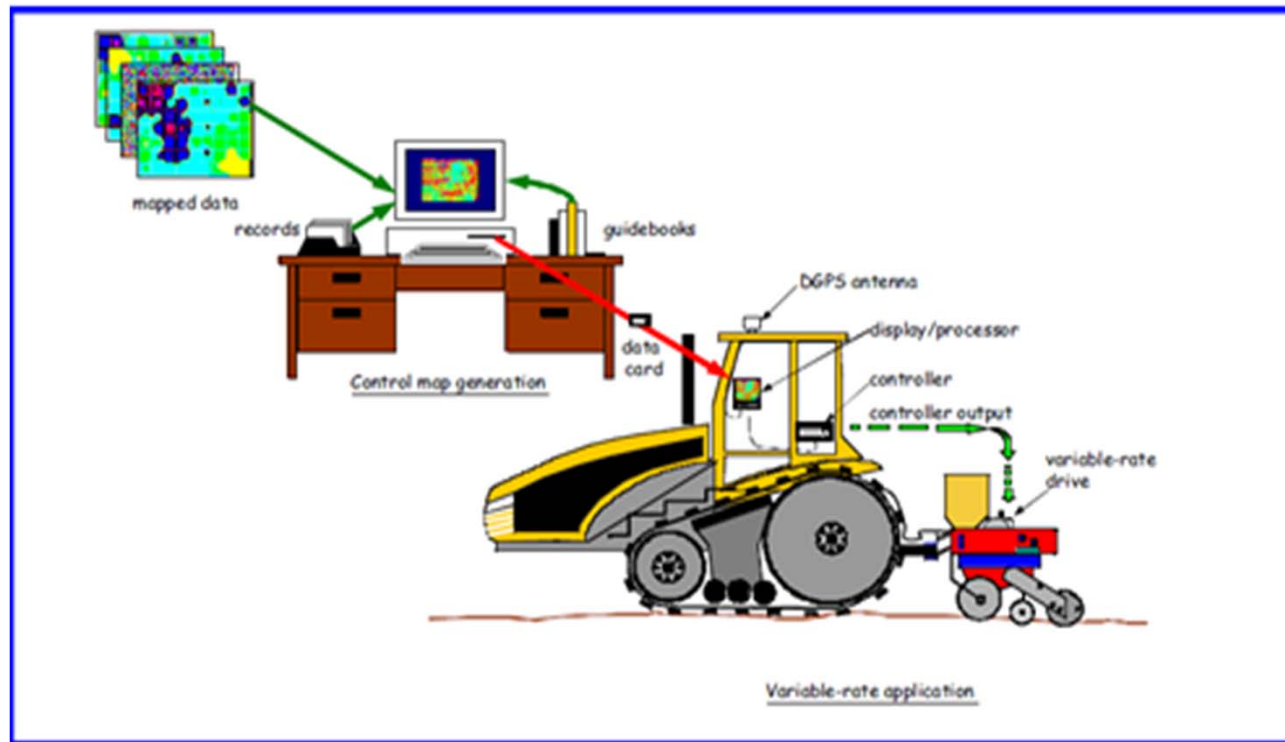 mapped data
records
guidebooks
DGPS antenna
display/processor
data
card
Control map generation
controller
controller output
variable-rate
drive
Variable-rate application